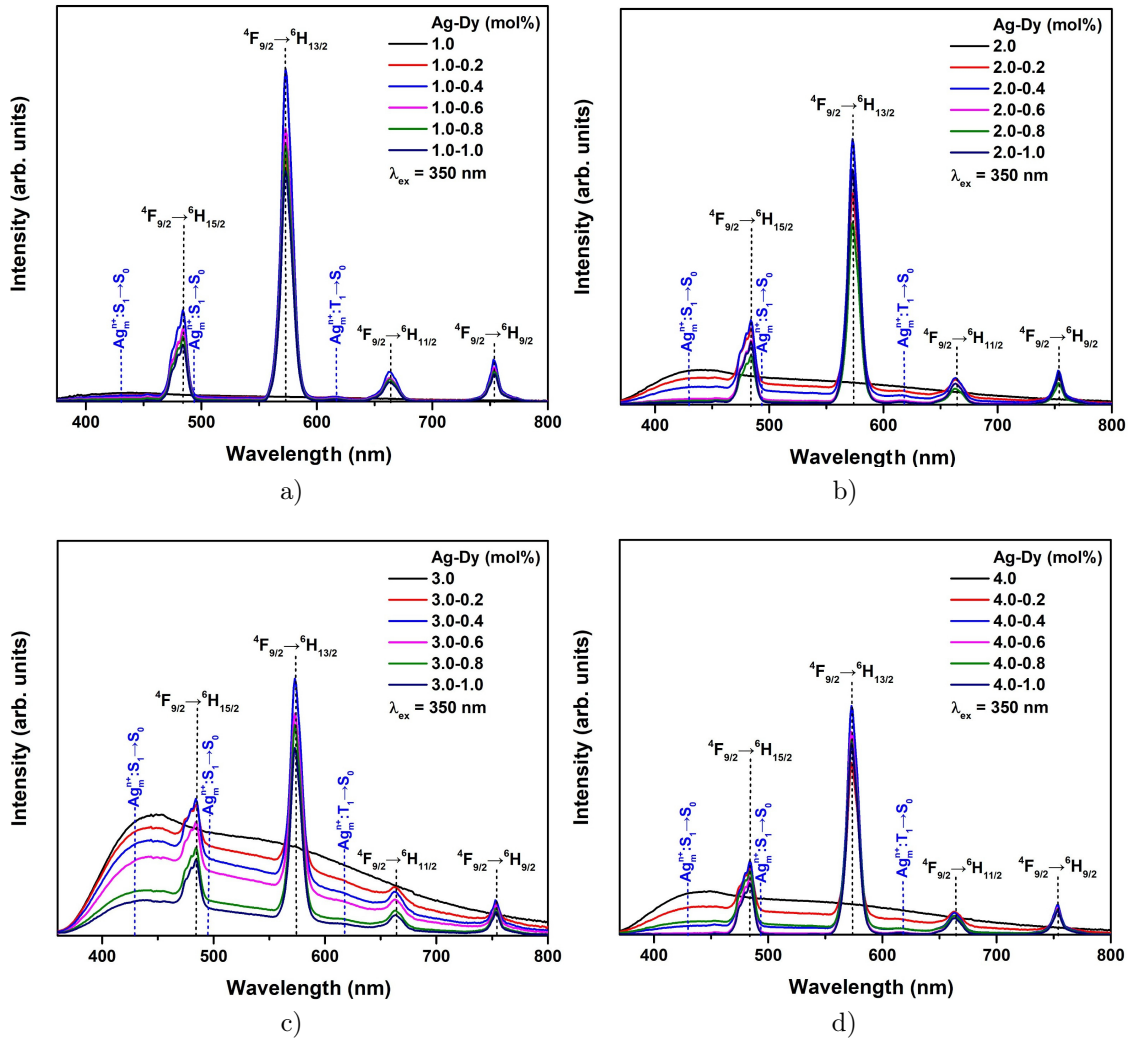 Ag-Dy (mol%)
1.0
1.0-0.2
1.0-0.4
1.0-0.6
1.0-0.8
1.0-1.0
λex = 350 nm
4F9/2→6H13/2
4F9/2→6H15/2
4F9/2→6H11/2
4F9/2→6H9/2
Agmn+:S1→S0
Agmn+:S1→S0
Agmn+:T1→S0
Intensity (arb. units)
400 500 600 700 800
Wavelength (nm)
a)
Ag-Dy (mol%)
2.0
2.0-0.2
2.0-0.4
2.0-0.6
2.0-0.8
2.0-1.0
λex = 350 nm
4F9/2→6H13/2
4F9/2→6H15/2
4F9/2→6H11/2
4F9/2→6H9/2
Agmn+:S1→S0
Agmn+:S1→S0
Agmn+:T1→S0
Intensity (arb. units)
400 500 600 700 800
Wavelength (nm)
b)
Ag-Dy (mol%)
3.0
3.0-0.2
3.0-0.4
3.0-0.6
3.0-0.8
3.0-1.0
λex = 350 nm
4F9/2→6H13/2
4F9/2→6H15/2
4F9/2→6H11/2
4F9/2→6H9/2
Agmn+:S1→S0
Agmn+:S1→S0
Agmn+:T1→S0
Intensity (arb. units)
400 500 600 700 800
Wavelength (nm)
c)
Ag-Dy (mol%)
4.0
4.0-0.2
4.0-0.4
4.0-0.6
4.0-0.8
4.0-1.0
λex = 350 nm
4F9/2→6H13/2
4F9/2→6H15/2
4F9/2→6H11/2
4F9/2→6H9/2
Agmn+:S1→S0
Agmn+:S1→S0
Agmn+:T1→S0
Intensity (arb. units)
400 500 600 700 800
Wavelength (nm)
d)